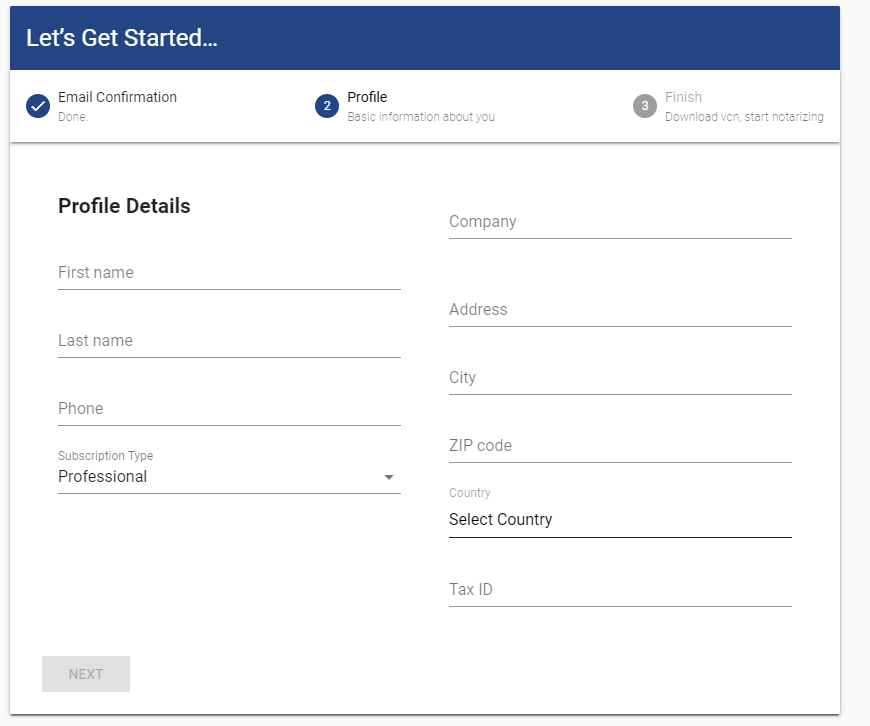 Let’s Get Started…
Email Confirmation
Done.
2
Profile
Basic information about you
3
Finish
Download vcn, start notarizing
Profile Details
First name
Last name
Phone
Subscription Type
Professional
Company
Address
City
ZIP code
Country
Select Country
Tax ID
NEXT